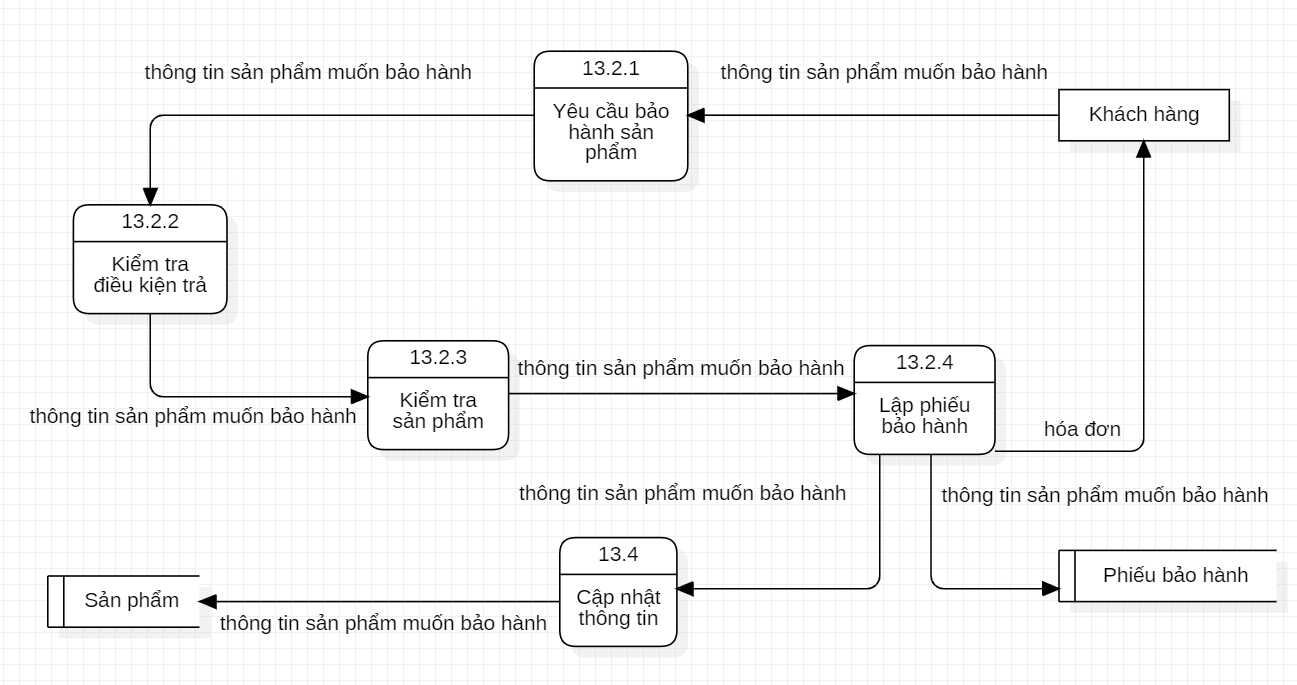 thông tin sản phẩm muốn bảo hành
13.2.1
Yêu cầu bảo
hành sản
phẩm
thông tin sản phẩm muốn bảo hành
Khách hàng
13.2.2
Kiểm tra
điều kiện trả
thông tin sản phẩm muốn bảo hành
13.2.3
Kiểm tra
sản phẩm
thông tin sản phẩm muốn bảo hành
13.2.4
Lập phiếu
bảo hành
hóa đơn
thông tin sản phẩm muốn bảo hành
thông tin sản phẩm muốn bảo hành
13.4
Cập nhật
thông tin
Phiếu bảo hành
Sản phẩm
thông tin sản phẩm muốn bảo hành